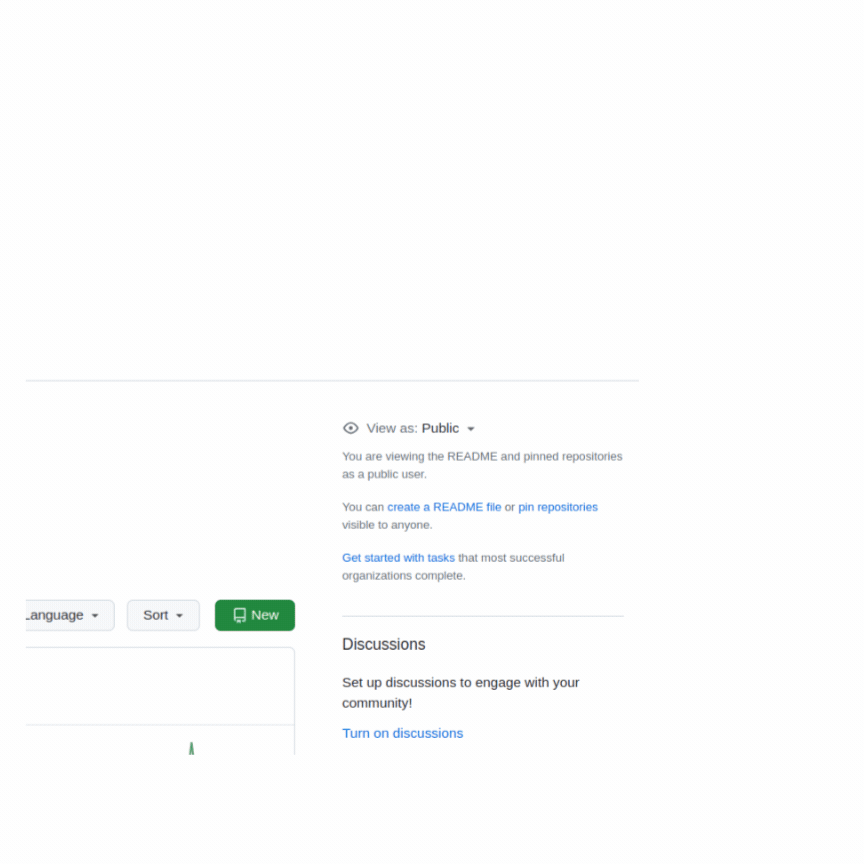 View as: Public
You are viewing the README and pinned repositories
as a public user.
You can create a README file or pin repositories
visible to anyone.
Get started with tasks that most successful
organizations complete.
Language Sort New
Discussions
Set up discussions to engage with your
community!
Turn on discussions